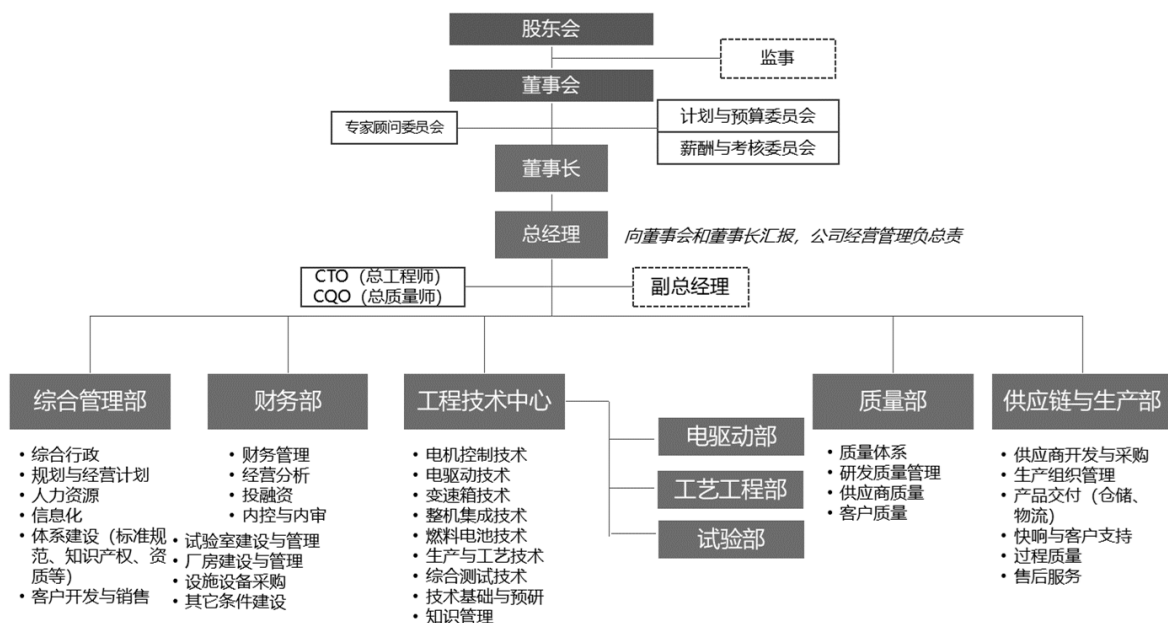 股东会
监事
董事会
专家顾问委员会
计划与预算委员会
薪酬与考核委员会
董事长
总经理
向董事会和董事长汇报，公司经营管理负总责
CTO（总工程师）
CQO（总质量师）
副总经理
综合管理部
• 综合行政
• 规划与经营计划
• 人力资源
• 信息化
• 体系建设（标准规
范、知识产权、资
质等）
• 客户开发与销售
财务部
• 财务管理
• 经营分析
• 投融资
• 内控与内审
• 试验室建设与管理
• 厂房建设与管理
• 设施设备采购
• 其它条件建设
工程技术中心
• 电机控制技术
• 电驱动技术
• 变速箱技术
• 整机集成技术
• 燃料电池技术
• 生产与工艺技术
• 综合测试技术
• 技术基础与预研
• 知识管理
电驱动部
工艺工程部
试验部
质量部
• 质量体系
• 研发质量管理
• 供应商质量
• 客户质量
供应链与生产部
• 供应商开发与采购
• 生产组织管理
• 产品交付（仓储、
物流）
• 快响与客户支持
• 过程质量
• 售后服务